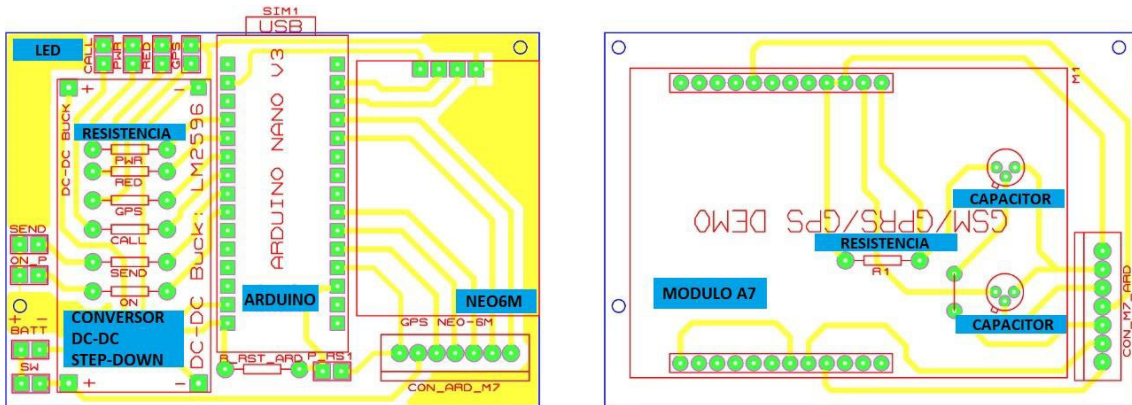 SIM1
USB
LED
CALL
PWR
RED
GPS
+ -
DC-DC BUCK
RESISTENCIA
PWR
RED
GPS
CALL
SEND
ON
DC-DC BUCK: LM2596
CONVERSOR
DC-DC
STEP-DOWN
+ -
SEND
ON_P
+ -
BATT
SW
ARDUINO NANO V3
ARDUINO
R_RST_ARD
P_RS1
NEO6M
GPS NEO-6M
CON_ARD_M7
M1
GSM/GPRS/GPS DEMO
CAPACITOR
RESISTENCIA
R1
MODULO A7
CAPACITOR
CON_M7_ARD